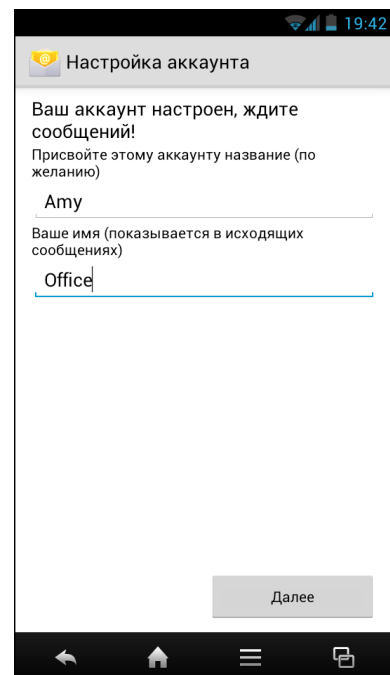 19:42
Настройка аккаунта
Ваш аккаунт настроен, ждите
сообщений!
Присвойте этому аккаунту название (по
желанию)
Amy
Ваше имя (показывается в исходящих
сообщениях)
Office
Далее